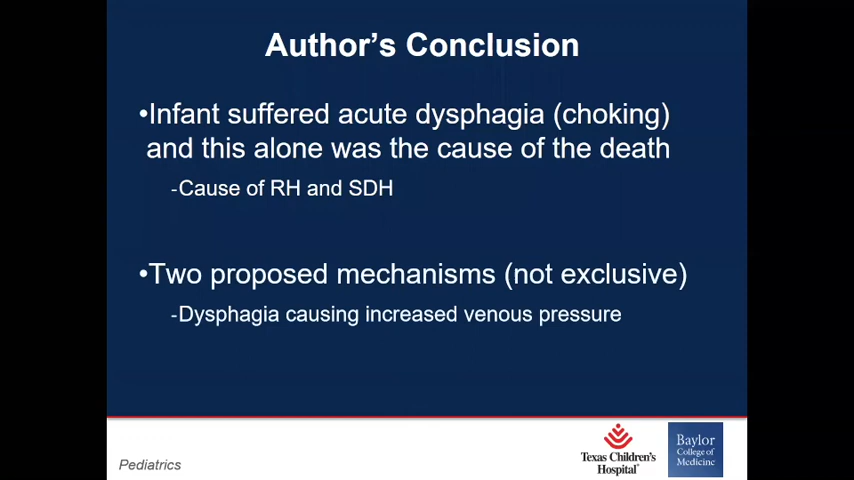 Author's Conclusion
•Infant suffered acute dysphagia (choking)
and this alone was the cause of the death
-Cause of RH and SDH
•Two proposed mechanisms (not exclusive)
-Dysphagia causing increased venous pressure
Pediatrics
Texas Children's
Hospital
Baylor
College of
Medicine